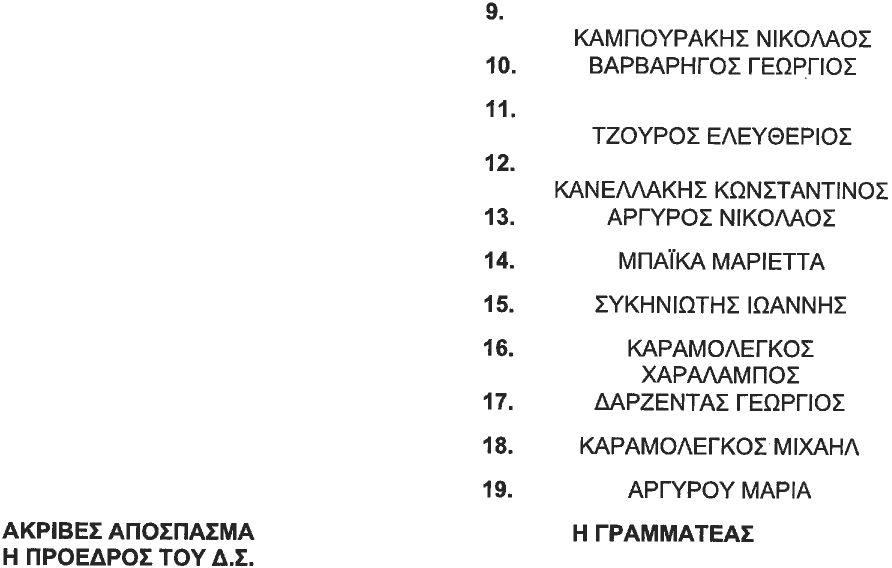 9.
ΚΑΜΠΟΥΡΑΚΗΣ ΝΙΚΟΛΑΟΣ
10. ΒΑΡΒΑΡΗΓΟΣ ΓΕΩΡΓΙΟΣ
11.
ΤΖΟΥΡΟΣ ΕΛΕΥΘΕΡΙΟΣ
12.
ΚΑΝΕΛΛΑΚΗΣ ΚΩΝΣΤΑΝΤΙΝΟΣ
13. ΑΡΓΥΡΟΣ ΝΙΚΟΛΑΟΣ
14. ΜΠΑΪΚΑ ΜΑΡΙΕΤΤΑ
15. ΣΥΚΗΝΙΩΤΗΣ ΙΩΑΝΝΗΣ
16. ΚΑΡΑΜΟΛΕΓΚΟΣ
ΧΑΡΑΛΑΜΠΟΣ
17. ΔΑΡΖΕΝΤΑΣ ΓΕΩΡΓΙΟΣ
18. ΚΑΡΑΜΟΛΕΓΚΟΣ ΜΙΧΑΗΛ
19. ΑΡΓΥΡΟΥ ΜΑΡΙΑ
ΑΚΡΙΒΕΣ ΑΠΟΣΠΑΣΜΑ Η ΓΡΑΜΜΑΤΕΑΣ
Η ΠΡΟΕΔΡΟΣ ΤΟΥ Δ.Σ.